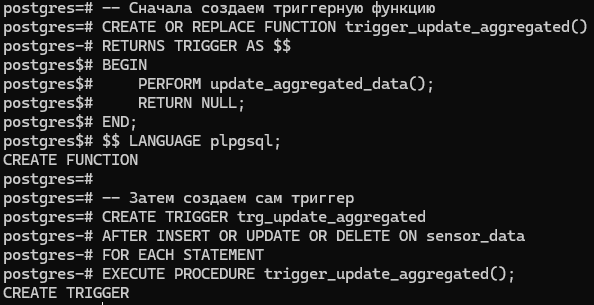 postgres=# -- Сначала создаем триггерную функцию
postgres=# CREATE OR REPLACE FUNCTION trigger_update_aggregated()
postgres-# RETURNS TRIGGER AS $$
postgres$# BEGIN
postgres$#     PERFORM update_aggregated_data();
postgres$#     RETURN NULL;
postgres$# END;
postgres$# $$ LANGUAGE plpgsql;
CREATE FUNCTION
postgres=#
postgres=# -- Затем создаем сам триггер
postgres=# CREATE TRIGGER trg_update_aggregated
postgres-# AFTER INSERT OR UPDATE OR DELETE ON sensor_data
postgres-# FOR EACH STATEMENT
postgres-# EXECUTE PROCEDURE trigger_update_aggregated();
CREATE TRIGGER